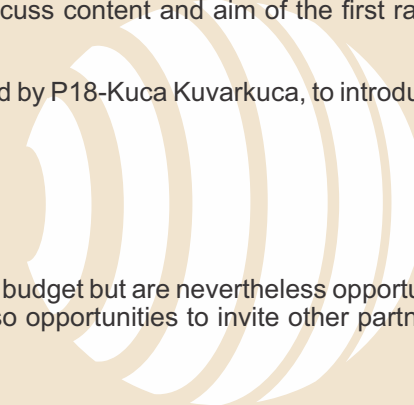 cuss content and aim of the first ra
d by P18-Kuca Kuvarkuca, to introdu
budget but are nevertheless opportu
so opportunities to invite other partn